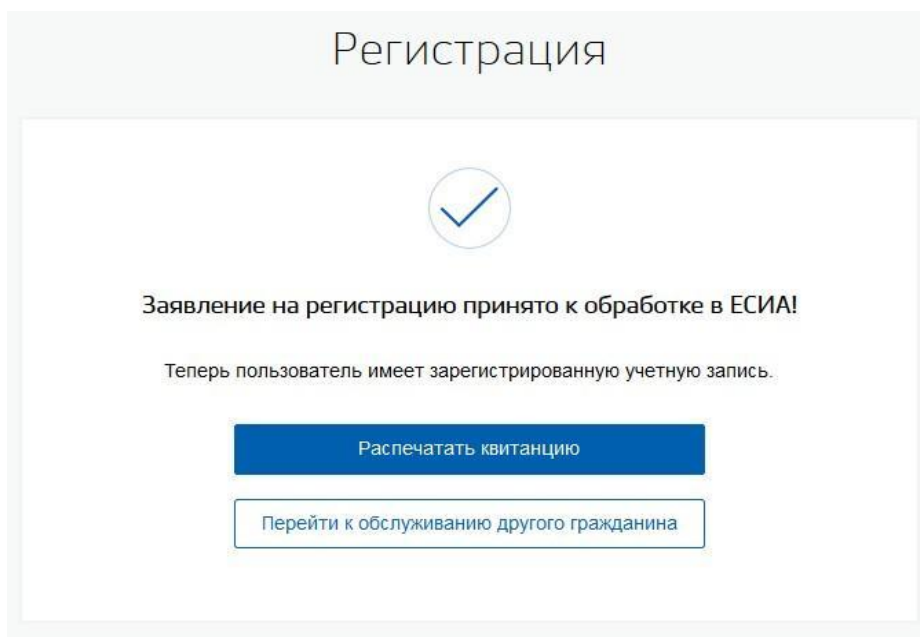 Регистрация
Заявление на регистрацию принято к обработке в ЕСИА!
Теперь пользователь имеет зарегистрированную учетную запись.
Распечатать квитанцию
Перейти к обслуживанию другого гражданина